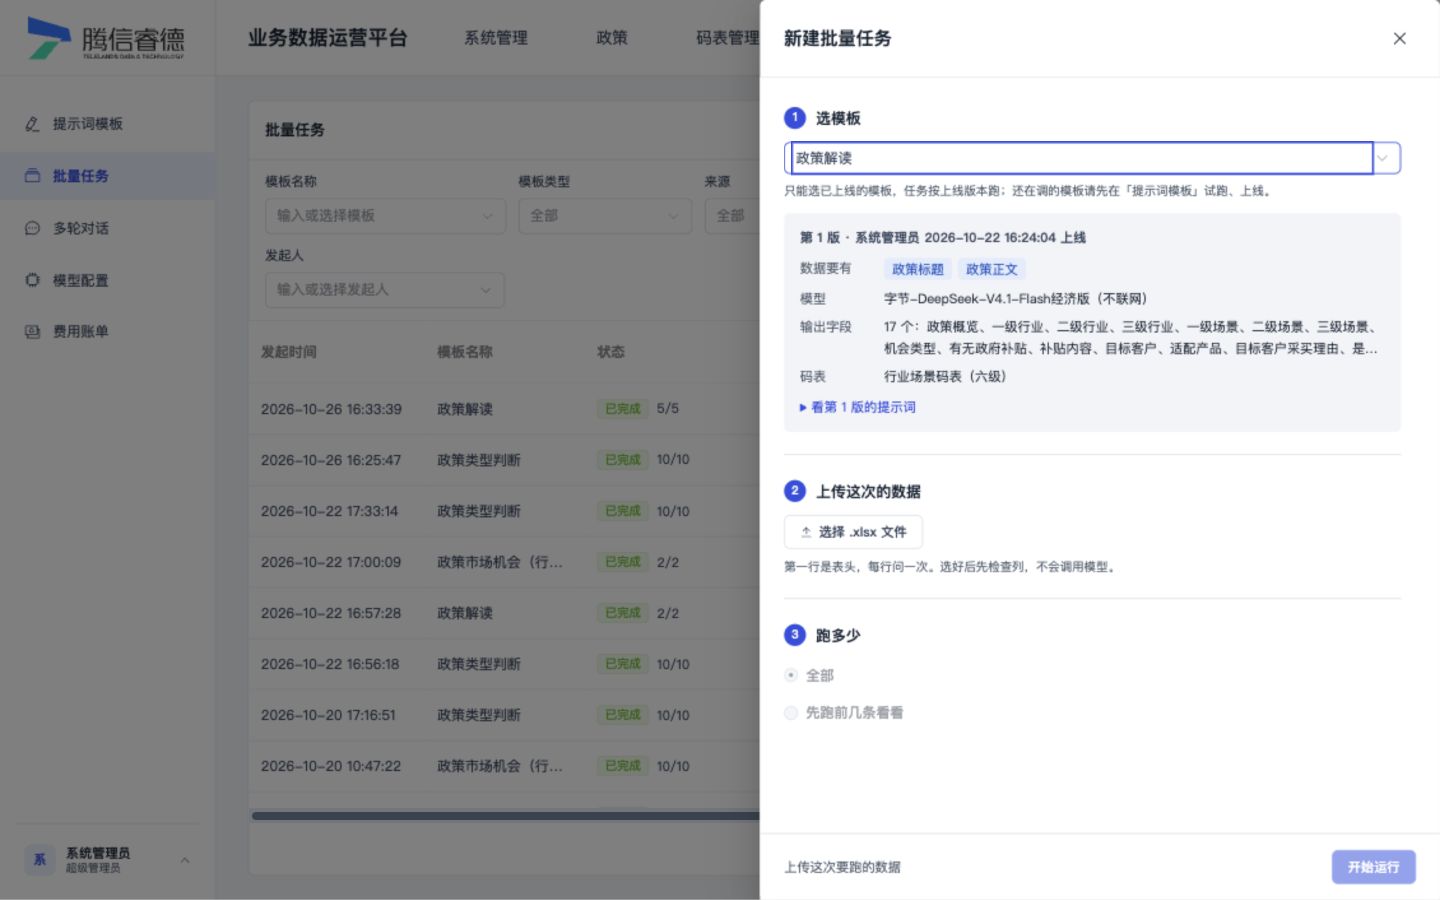 腾信睿德
业务数据运营平台
系统管理
政策
码表管理
提示词模板
批量任务
多轮对话
模型配置
费用账单
系
系统管理员
超级管理员
批量任务
模板名称
模板类型
来源
输入或选择模板
全部
全部
发起人
输入或选择发起人
发起时间 模板名称 状态
2026-10-26 16:33:39 政策解读 已完成 5/5
2026-10-26 16:25:47 政策类型判断 已完成 10/10
2026-10-22 17:33:14 政策类型判断 已完成 10/10
2026-10-22 17:00:09 政策市场机会（行... 已完成 2/2
2026-10-22 16:57:28 政策解读 已完成 2/2
2026-10-22 16:56:18 政策类型判断 已完成 10/10
2026-10-20 17:16:51 政策类型判断 已完成 10/10
2026-10-20 10:47:22 政策市场机会（行... 已完成 10/10
新建批量任务
1 选模板
政策解读
只能选已上线的模板，任务按上线版本跑；还在调的模板请先在「提示词模板」试跑、上线。
第 1 版 · 系统管理员 2026-10-22 16:24:04 上线
数据要有 政策标题 政策正文
模型 字节-DeepSeek-V4.1-Flash经济版（不联网）
输出字段 17 个：政策概览、一级行业、二级行业、三级行业、一级场景、二级场景、三级场景、
机会类型、有无政府补贴、补贴内容、目标客户、适配产品、目标客户采买理由、是...
码表 行业场景码表（六级）
看第 1 版的提示词
2 上传这次的数据
选择 .xlsx 文件
第一行是表头，每行问一次。选好后先检查列，不会调用模型。
3 跑多少
全部
先跑前几条看看
上传这次要跑的数据
开始运行